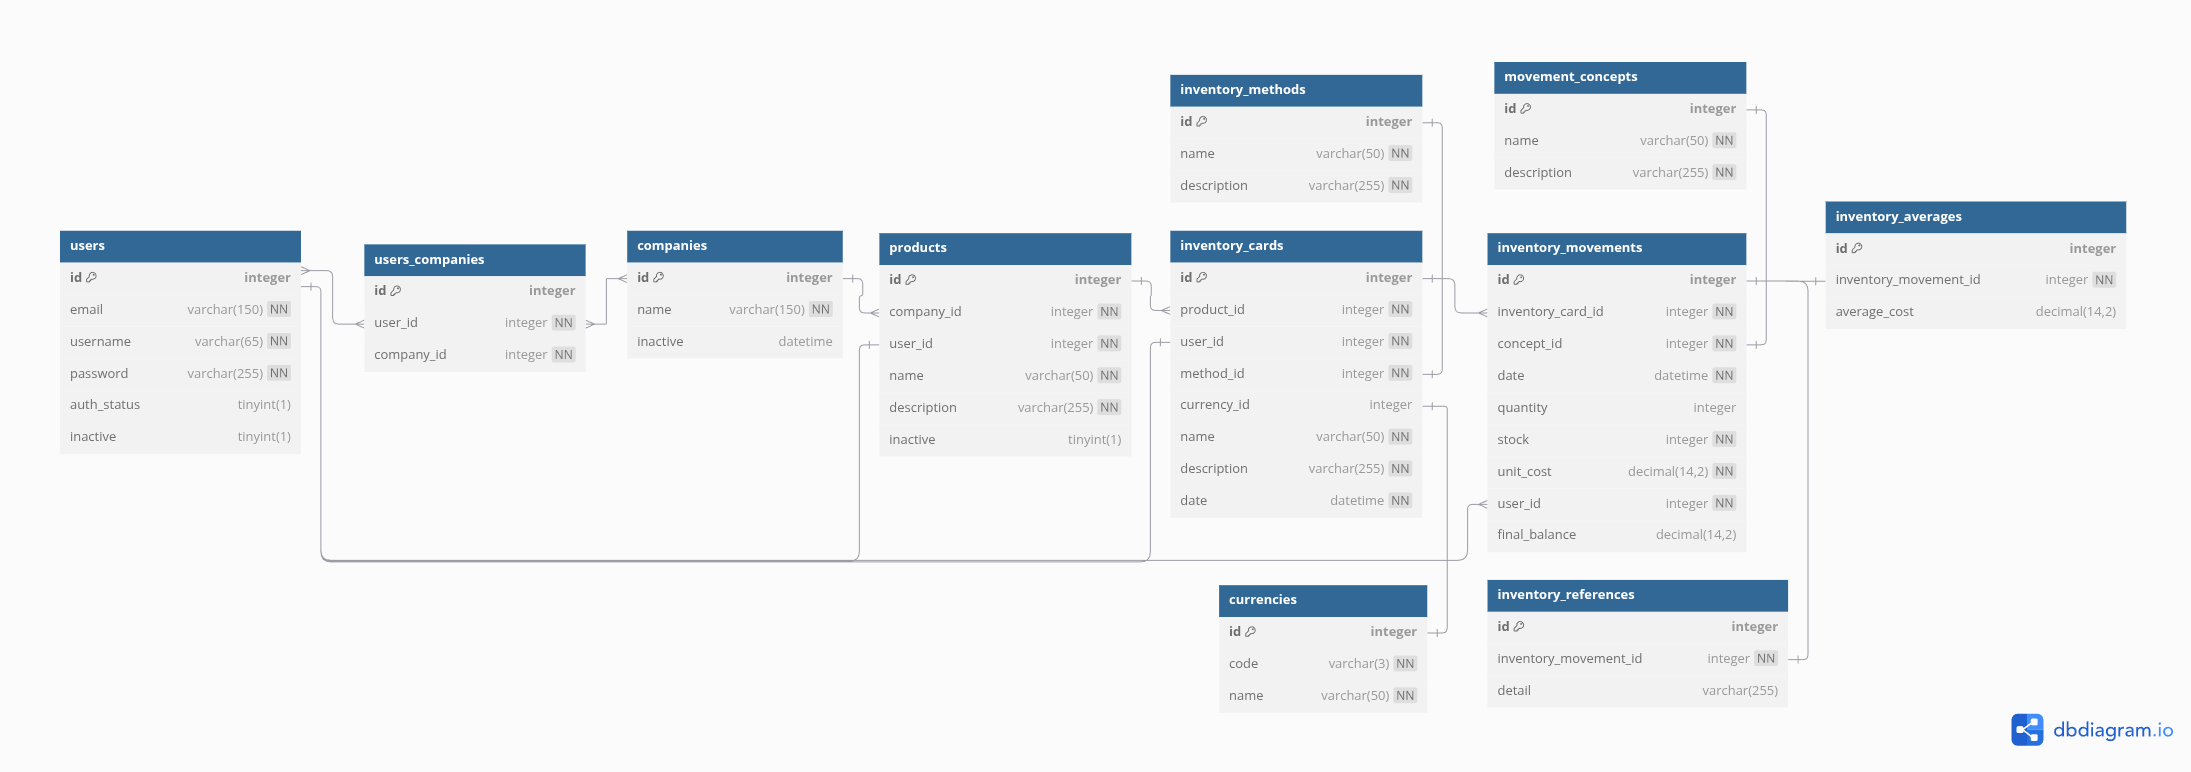 users
id integer
email varchar(150) NN
username varchar(65) NN
password varchar(255) NN
auth_status tinyint(1)
inactive tinyint(1)
users_companies
id integer
user_id integer NN
company_id integer NN
companies
id integer
name varchar(150) NN
inactive datetime
products
id integer
company_id integer NN
user_id integer NN
name varchar(50) NN
description varchar(255) NN
inactive tinyint(1)
inventory_methods
id integer
name varchar(50) NN
description varchar(255) NN
inventory_cards
id integer
product_id integer NN
user_id integer NN
method_id integer NN
currency_id integer
name varchar(50) NN
description varchar(255) NN
date datetime NN
currencies
id integer
code varchar(3) NN
name varchar(50) NN
movement_concepts
id integer
name varchar(50) NN
description varchar(255) NN
inventory_movements
id integer
inventory_card_id integer NN
concept_id integer NN
date datetime NN
quantity integer
stock integer NN
unit_cost decimal(14,2) NN
user_id integer NN
final_balance decimal(14,2)
inventory_references
id integer
inventory_movement_id integer NN
detail varchar(255)
inventory_averages
id integer
inventory_movement_id integer NN
average_cost decimal(14,2)
dbdiagram.io